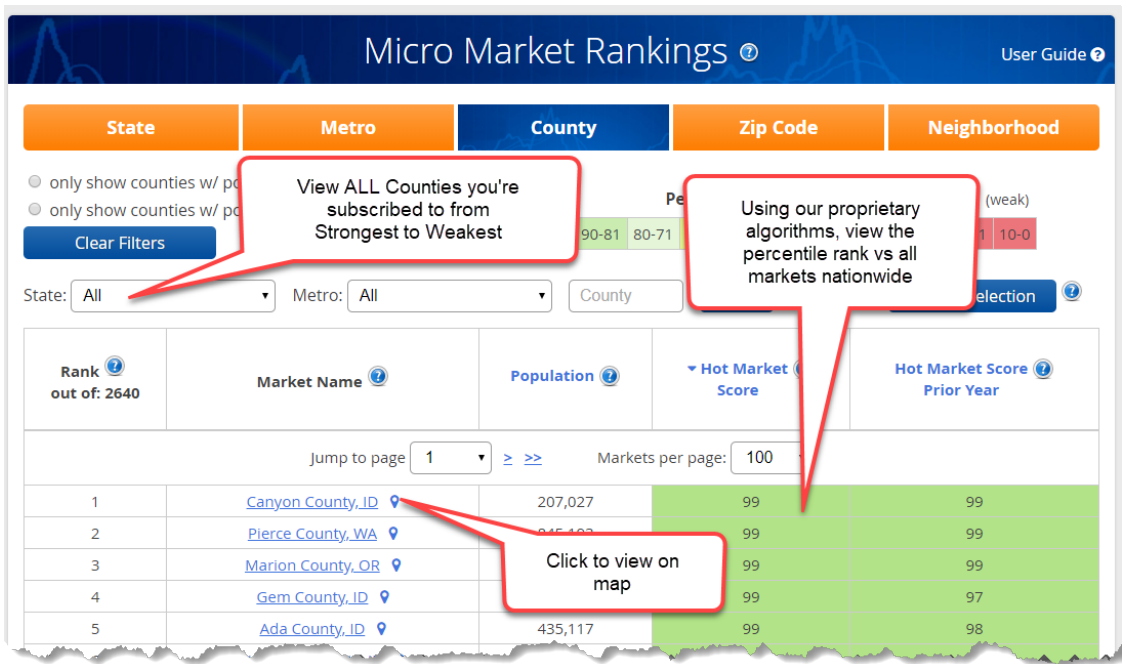 Micro Market Rankings
User Guide
State Metro County Zip Code Neighborhood
only show counties w/
only show counties w/
Clear Filters
View ALL Counties you're
subscribed to from
Strongest to Weakest
90-81 80-71
(weak)
10-0
Using our proprietary
algorithms, view the
percentile rank vs all
markets nationwide
State: All Metro: All County
Rank
out of: 2640
Market Name
Population
Hot Market
Score
Hot Market Score
Prior Year
Jump to page 1 > >> Markets per page: 100
1 Canyon County, ID 207,027 99 99
2 Pierce County, WA 99 99
3 Marion County, OR 99 99
4 Gem County, ID 99 97
5 Ada County, ID 435,117 99 98
Click to view on
map